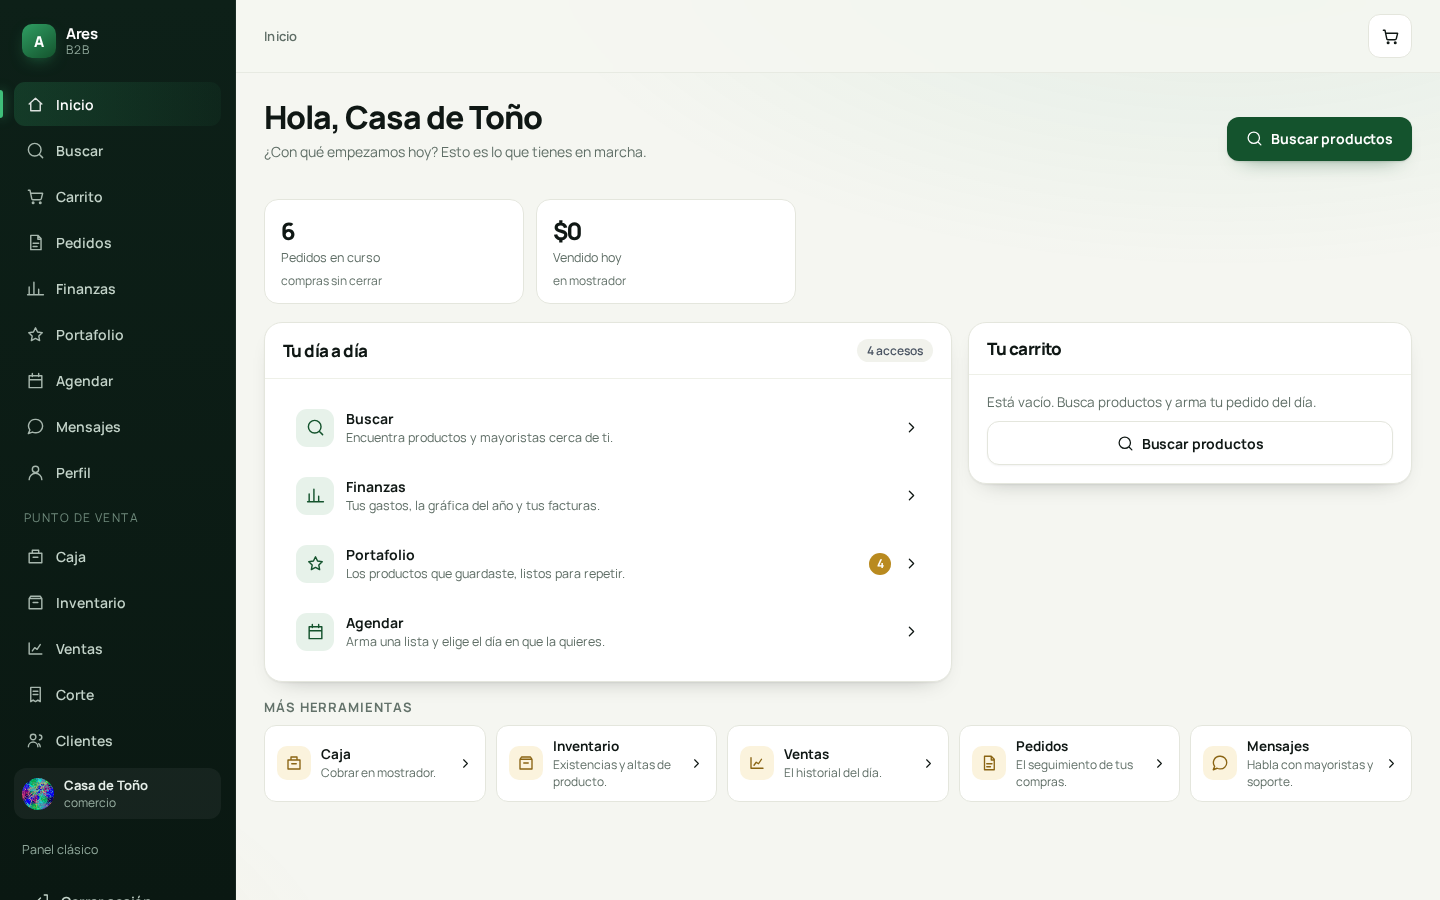 A
Ares
B2B
Inicio
Buscar
Carrito
Pedidos
Finanzas
Portafolio
Agendar
Mensajes
Perfil
PUNTO DE VENTA
Caja
Inventario
Ventas
Corte
Clientes
Casa de Toño
comercio
Panel clásico
Inicio
Hola, Casa de Toño
¿Con qué empezamos hoy? Esto es lo que tienes en marcha.
Buscar productos
6
Pedidos en curso
compras sin cerrar
$0
Vendido hoy
en mostrador
Tu día a día
4 accesos
Buscar
Encuentra productos y mayoristas cerca de ti.
Finanzas
Tus gastos, la gráfica del año y tus facturas.
Portafolio
Los productos que guardaste, listos para repetir.
4
Agendar
Arma una lista y elige el día en que la quieres.
Tu carrito
Está vacío. Busca productos y arma tu pedido del día.
Buscar productos
MÁS HERRAMIENTAS
Caja
Cobrar en mostrador.
Inventario
Existencias y altas de
producto.
Ventas
El historial del día.
Pedidos
El seguimiento de tus
compras.
Mensajes
Habla con mayoristas y
soporte.